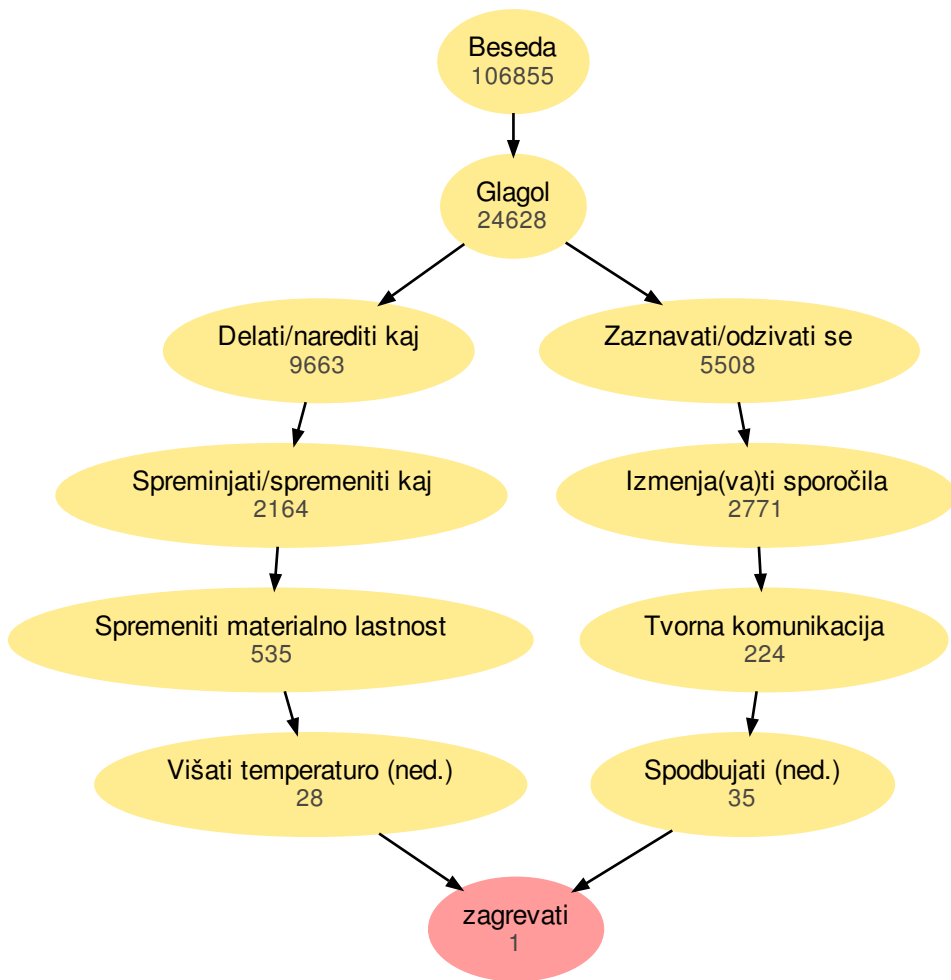 Beseda
106855
Glagol
24628
Delati/narediti kaj
9663
Zaznavati/odzivati se
5508
Spreminjati/spremeniti kaj
2164
Izmenja(va)ti sporočila
2771
Spremeniti materialno lastnost
535
Tvorna komunikacija
224
Višati temperaturo (ned.)
28
Spodbujati (ned.)
35
zagrevati
1